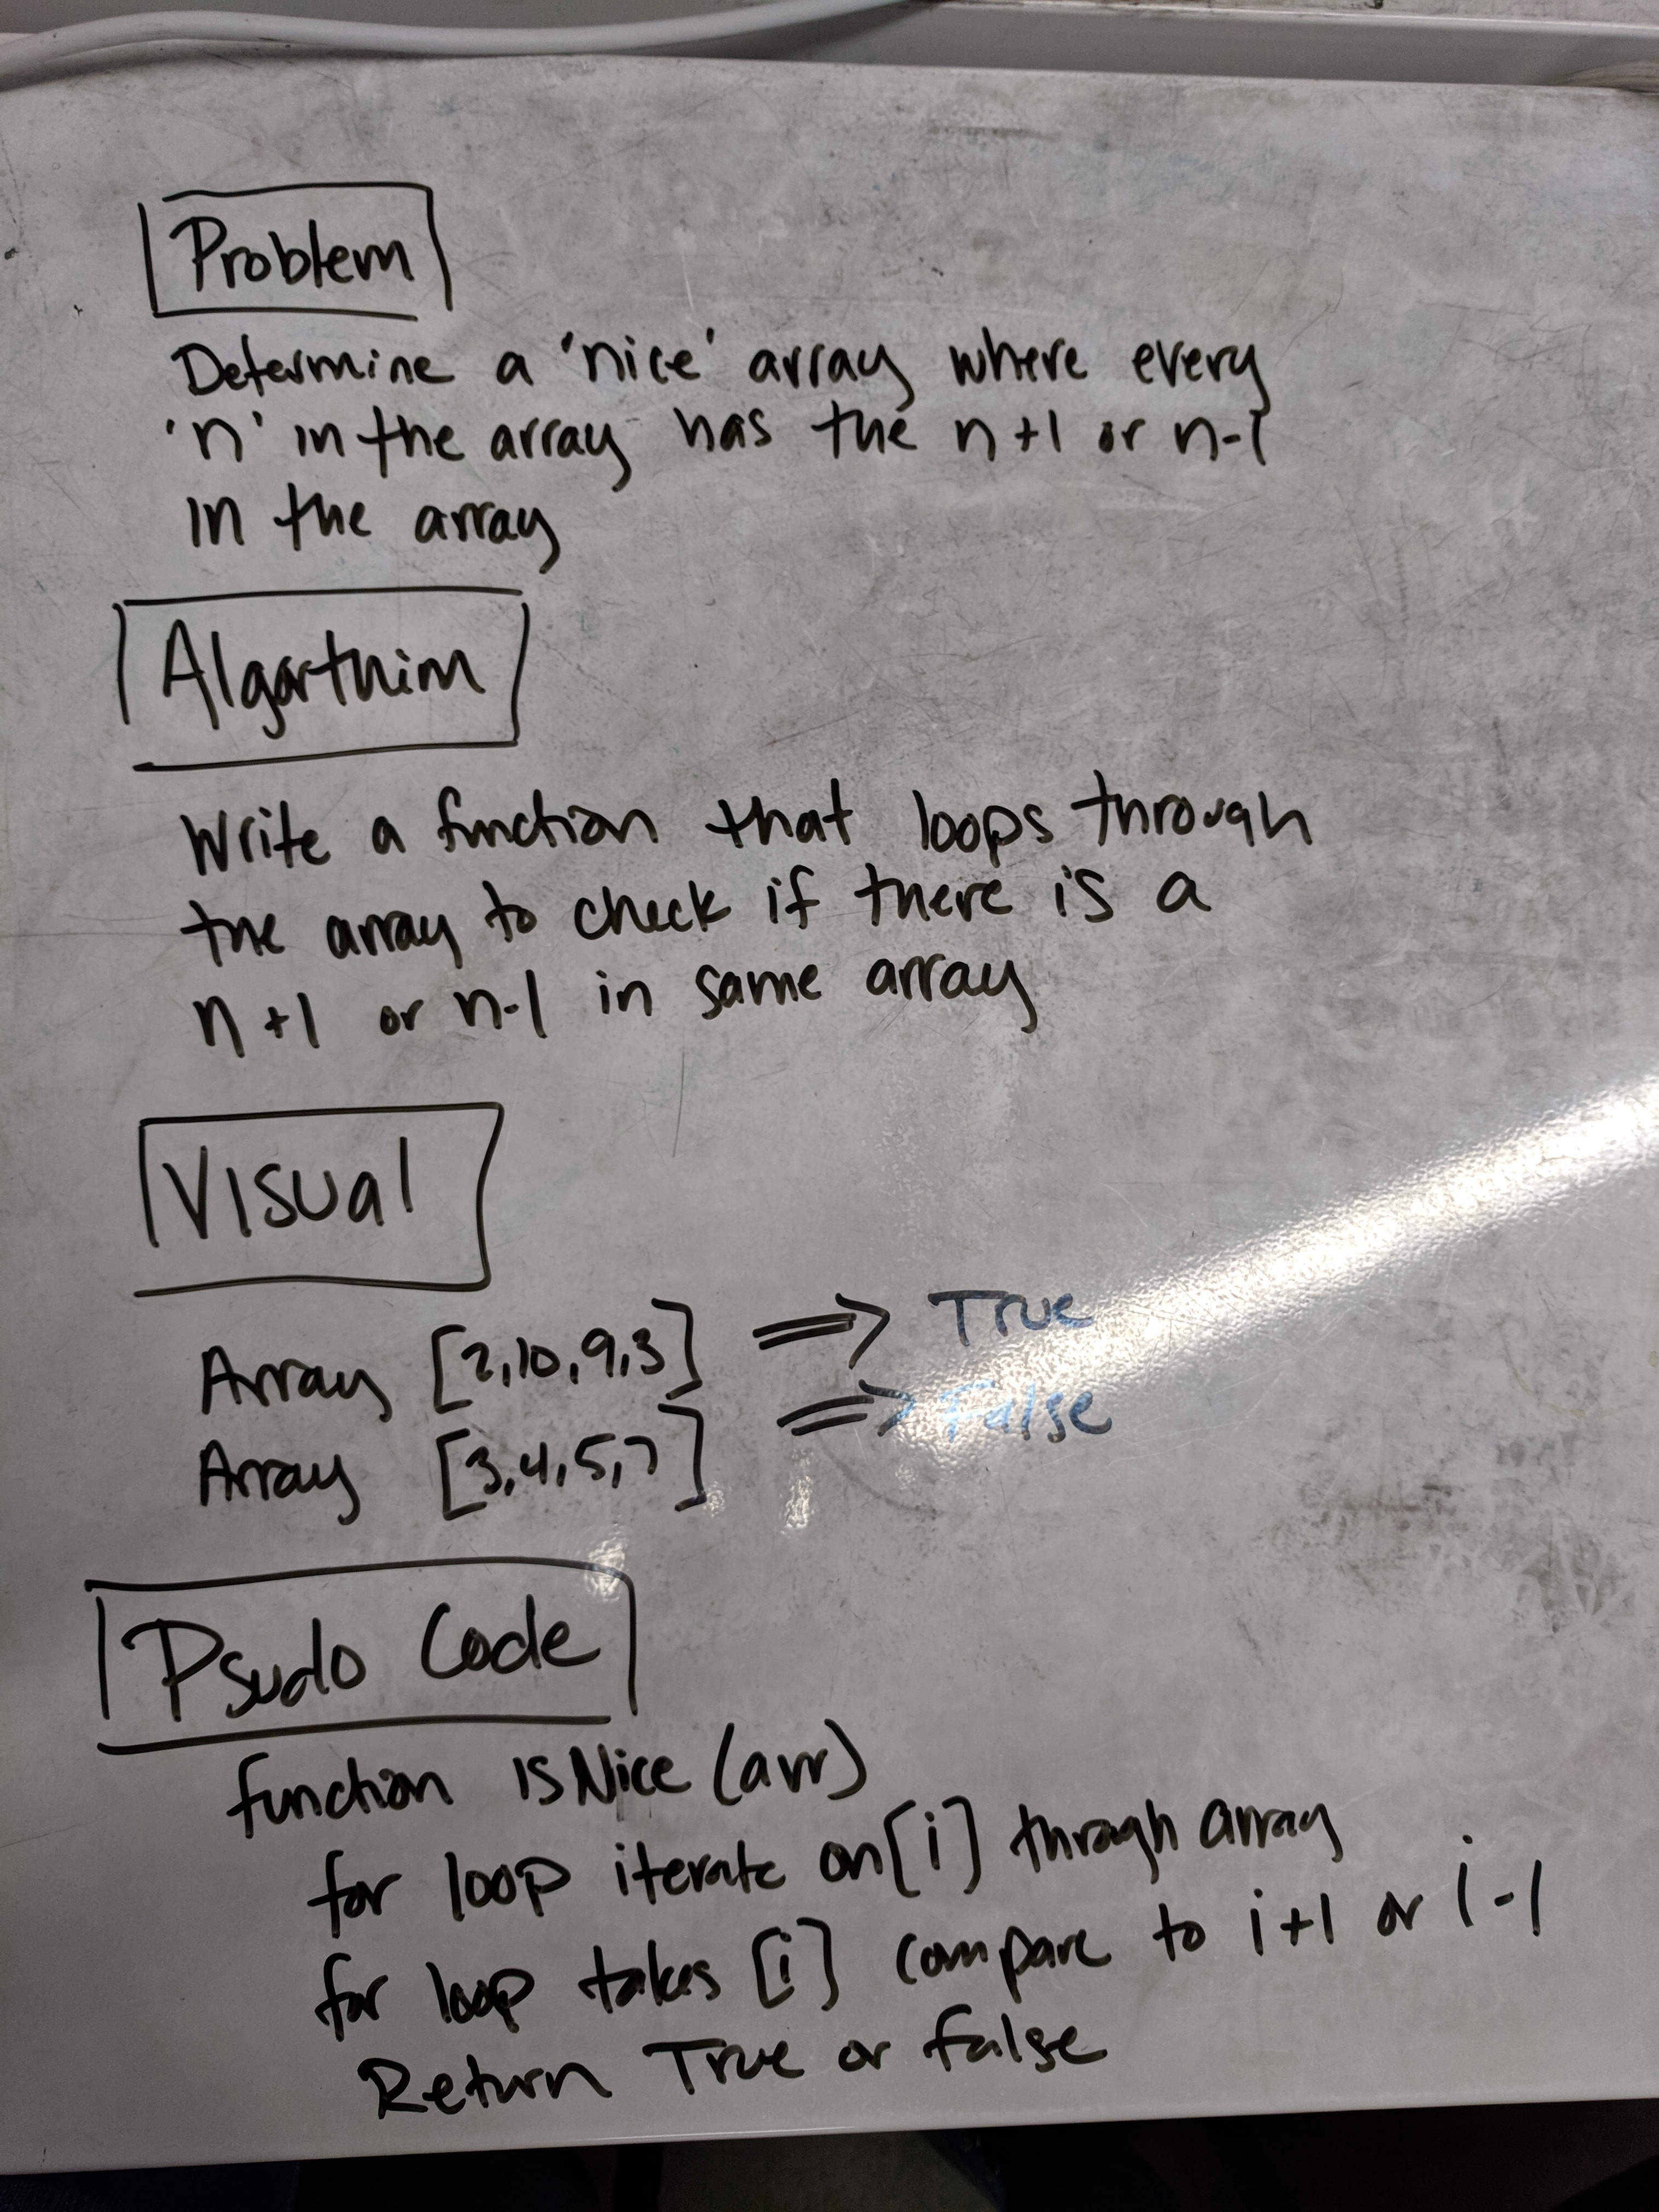 Problem
Determine a 'nice' array where every
'n' in the array has the n+1 or n-1
in the array
Algorthim
Write a function that loops through
the array to check if there is a
n+1 or n-1 in same array
Visual
Array [2,10,9,3] => True
Array [3,4,5,7] => False
Psudo Code
function isNice (arr)
for loop iterate on [i] through array
for loop takes [i] compare to i+1 or i-1
Return True or false